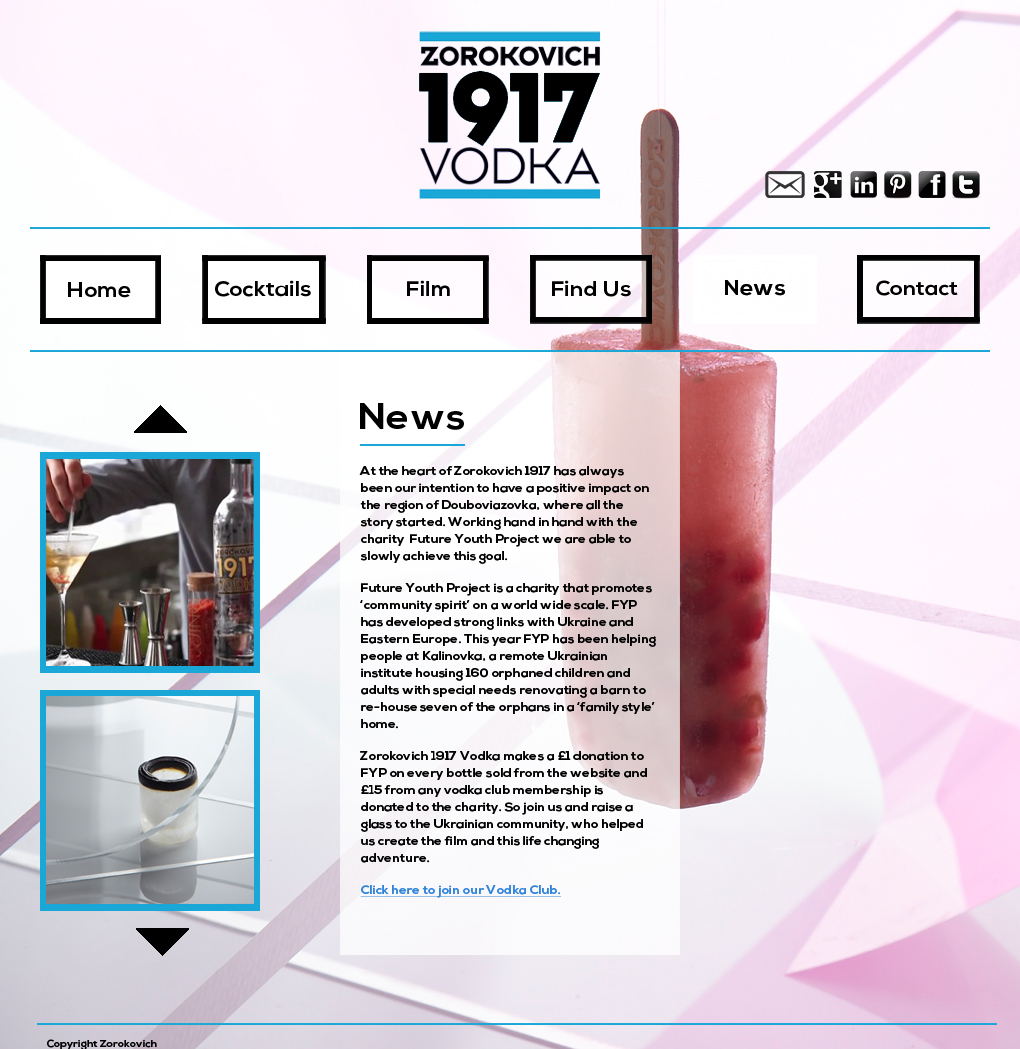 ZOROKOVICH
1917
VODKA
ZOROKOVICH
Home
Cocktails
Film
Find Us
News
Contact
News
At the heart of Zorokovich 1917 has always
been our intention to have a positive impact on
the region of Douboviazovka, where all the
story started. Working hand in hand with the
charity Future Youth Project we are able to
slowly achieve this goal.
Future Youth Project is a charity that promotes
‘community spirit’ on a world wide scale. FYP
has developed strong links with Ukraine and
Eastern Europe. This year FYP has been helping
people at Kalinovka, a remote Ukrainian
institute housing 160 orphaned children and
adults with special needs renovating a barn to
re-house seven of the orphans in a ‘family style’
home.
Zorokovich 1917 Vodka makes a £1 donation to
FYP on every bottle sold from the website and
£15 from any vodka club membership is
donated to the charity. So join us and raise a
glass to the Ukrainian community, who helped
us create the film and this life changing
adventure.
Click here to join our Vodka Club.
Copyright Zorokovich